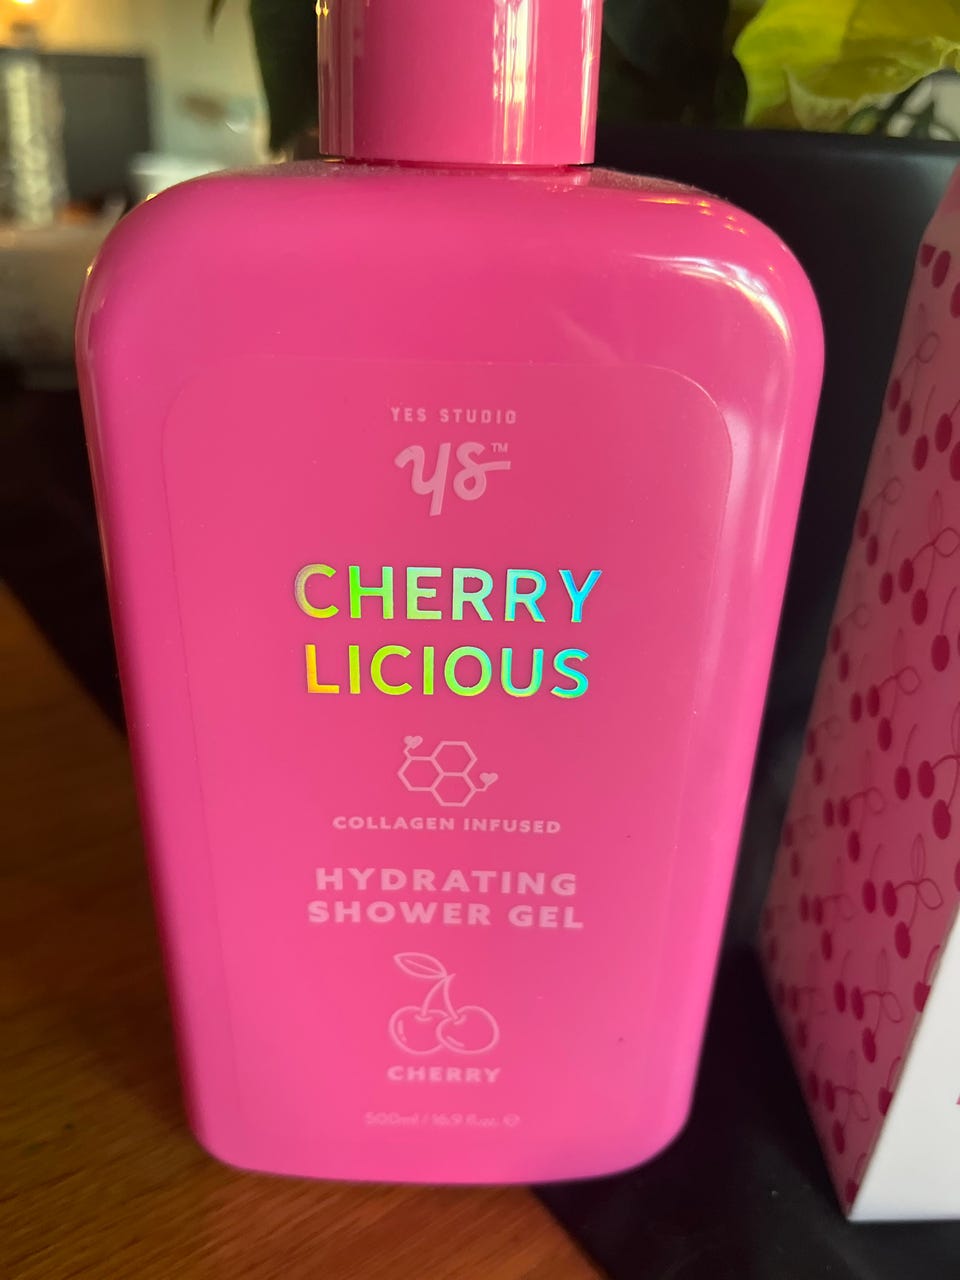 YES STUDIO
ys™
CHERRY
LICIOUS
COLLAGEN INFUSED
HYDRATING
SHOWER GEL
CHERRY
500ml / 16.9 fl.oz. ℮